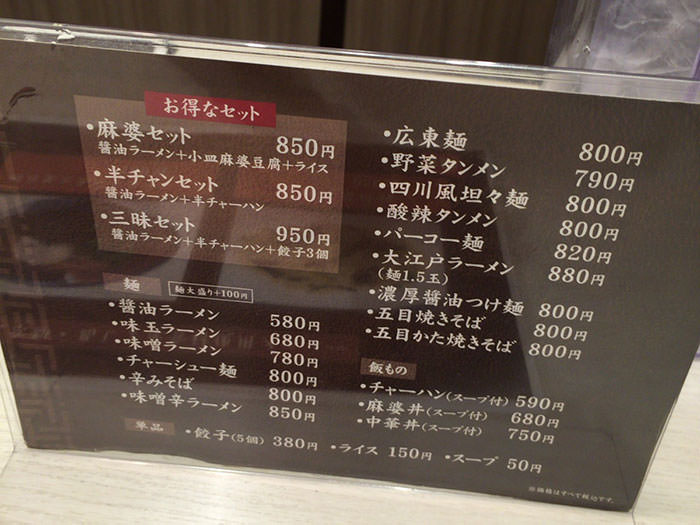 お得なセット
・麻婆セット 850円
醤油ラーメン+小皿麻婆豆腐+ライス
・半チャンセット 850円
醤油ラーメン+半チャーハン
・三昧セット 950円
醤油ラーメン+半チャーハン+餃子3個
麺 麺大盛り+100円
・醤油ラーメン 580円
・味玉ラーメン 680円
・味噌ラーメン 780円
・チャーシュー麺 800円
・辛みそば 800円
・味噌辛ラーメン 850円
・広東麺 800円
・野菜タンメン 790円
・四川風坦々麺 800円
・酸辣タンメン 800円
・パーコー麺 820円
・大江戸ラーメン 880円
(麺1.5玉)
・濃厚醤油つけ麺 800円
・五目焼きそば 800円
・五目かた焼きそば 800円
飯もの
・チャーハン(スープ付) 590円
・麻婆丼(スープ付) 680円
・中華丼(スープ付) 750円
単品 ・餃子(5個) 380円 ・ライス 150円 ・スープ 50円
※価格はすべて税込です。